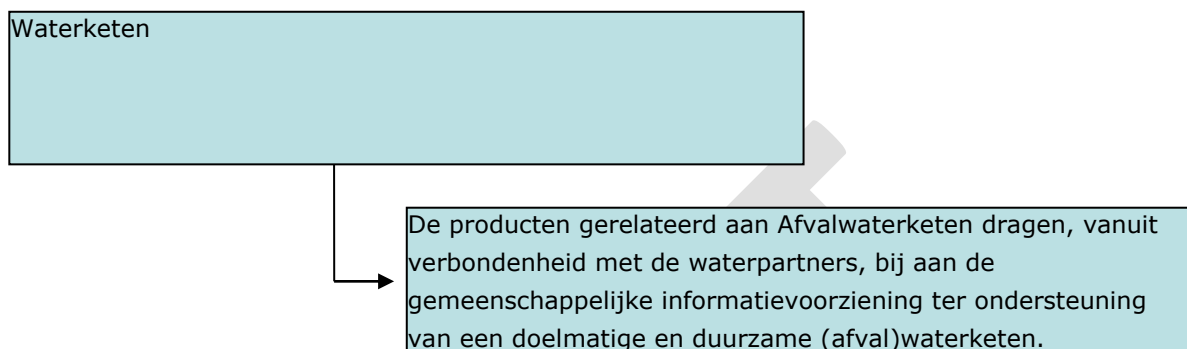 Waterketen
De producten gerelateerd aan Afvalwaterketen dragen, vanuit
verbondenheid met de waterpartners, bij aan de
gemeenschappelijke informatievoorziening ter ondersteuning
van een doelmatige en duurzame (afval)waterketen.